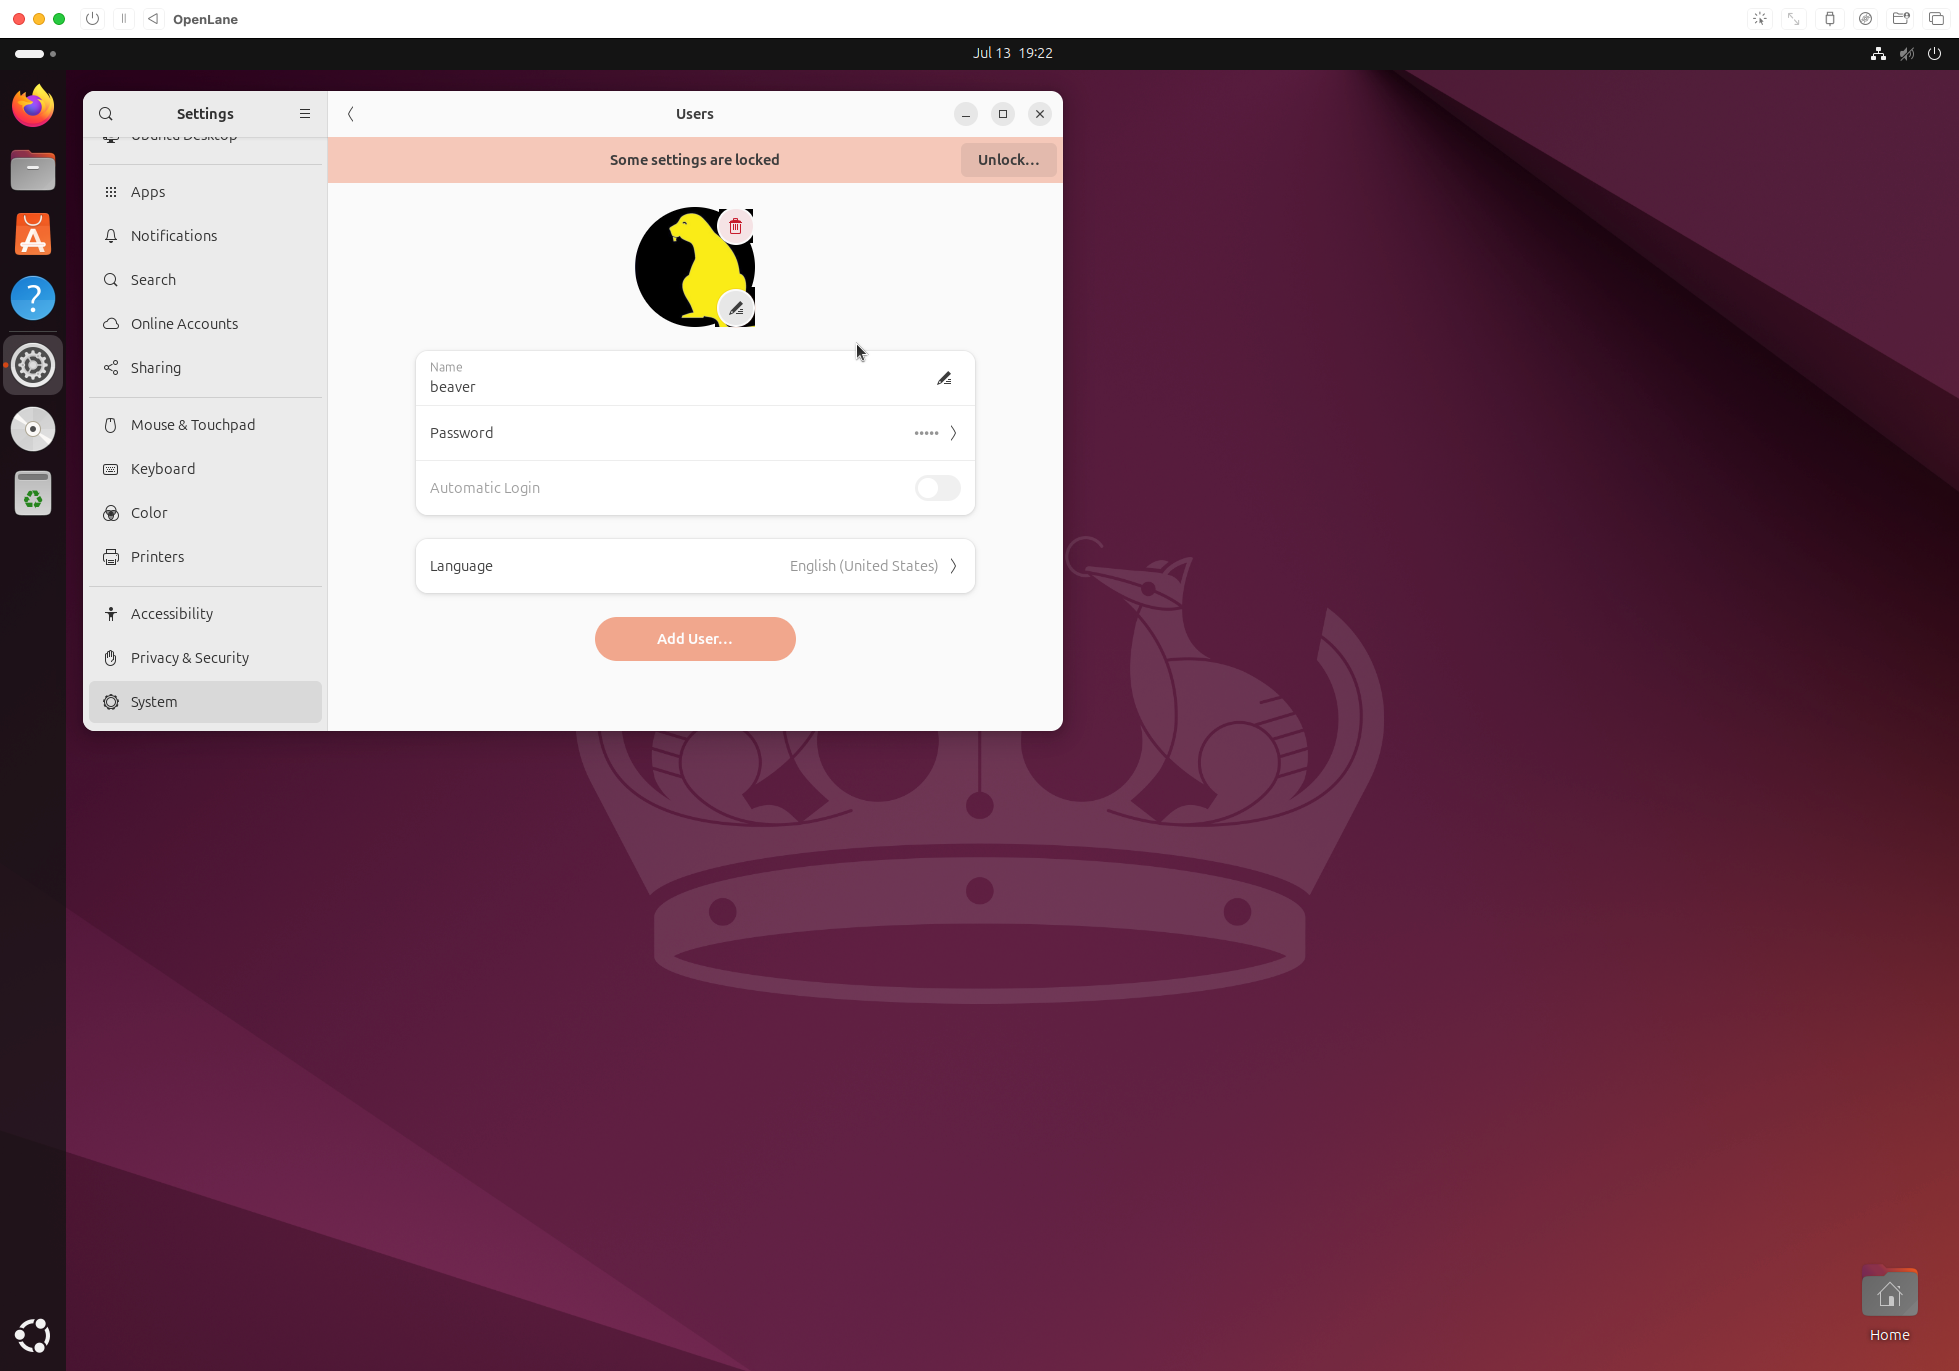 OpenLane
Jul 13 19:22
Settings
Users
Ubuntu Desktop
Some settings are locked
Unlock...
Apps
Notifications
Search
Online Accounts
Sharing
Mouse & Touchpad
Keyboard
Color
Printers
Accessibility
Privacy & Security
System
Name
beaver
Password
•••••
Automatic Login
Language
English (United States)
Add User...
Home